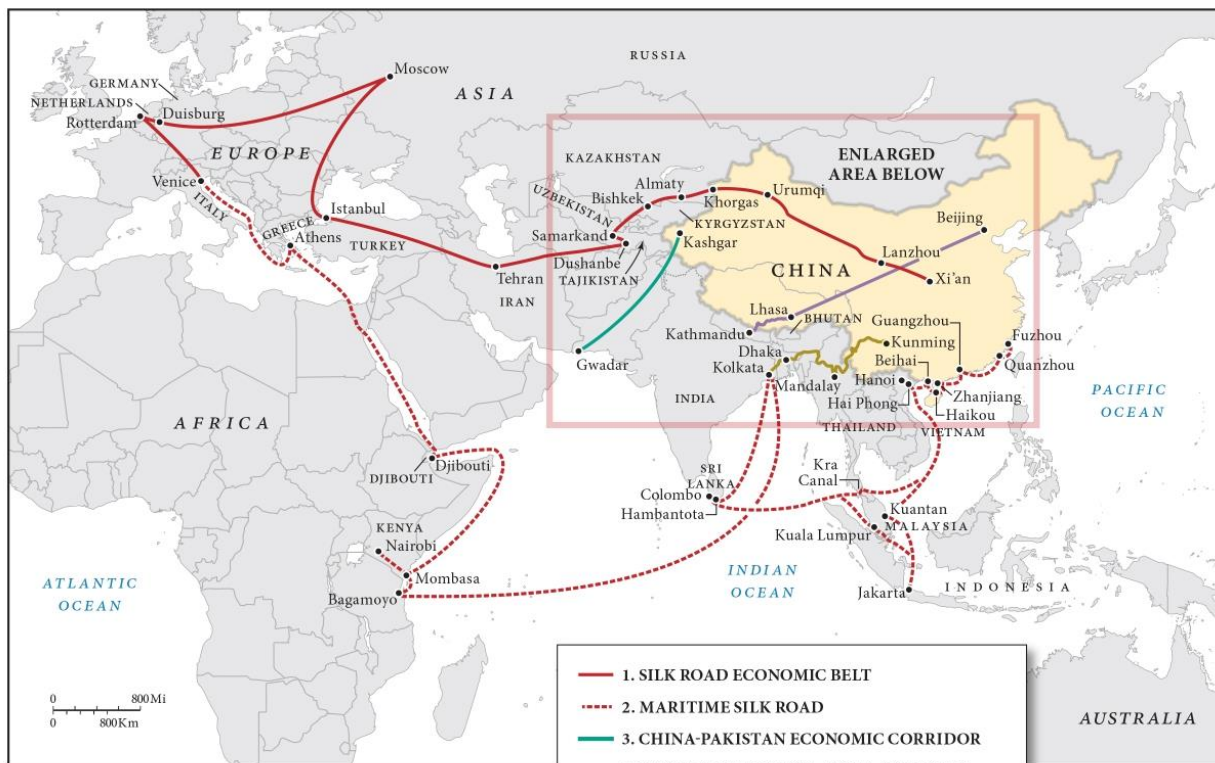 RUSSIA
Moscow
ASIA
GERMANY
NETHERLANDS
Duisburg
Rotterdam
EUROPE
KAZAKHSTAN
ENLARGED
AREA BELOW
Venice
ITALY
Almaty
Bishkek
Khorgas
Urumqi
UZBEKISTAN
Istanbul
GREECE
Athens
TURKEY
KYRGYZSTAN
Beijing
Samarkand
Kashgar
Dushanbe
TAJIKISTAN
Lanzhou
CHINA
Xi'an
Tehran
IRAN
Lhasa
BHUTAN
Guangzhou
Kathmandu
Fuzhou
Kunming
Dhaka
Beihai
Quanzhou
Gwadar
Kolkata
Mandalay
Hanoi
Zhanjiang
PACIFIC
OCEAN
INDIA
Hai Phong
Haikou
AFRICA
THAILAND
VIETNAM
DJIBOUTI
Djibouti
SRI
LANKA
Kra
Canal
Colombo
Hambantota
Kuantan
MALAYSIA
KENYA
Nairobi
Kuala Lumpur
Mombasa
ATLANTIC
OCEAN
INDIAN
OCEAN
Bagamoyo
Jakarta
INDONESIA
0 800Mi
0 800Km
1. SILK ROAD ECONOMIC BELT
2. MARITIME SILK ROAD
3. CHINA-PAKISTAN ECONOMIC CORRIDOR
AUSTRALIA